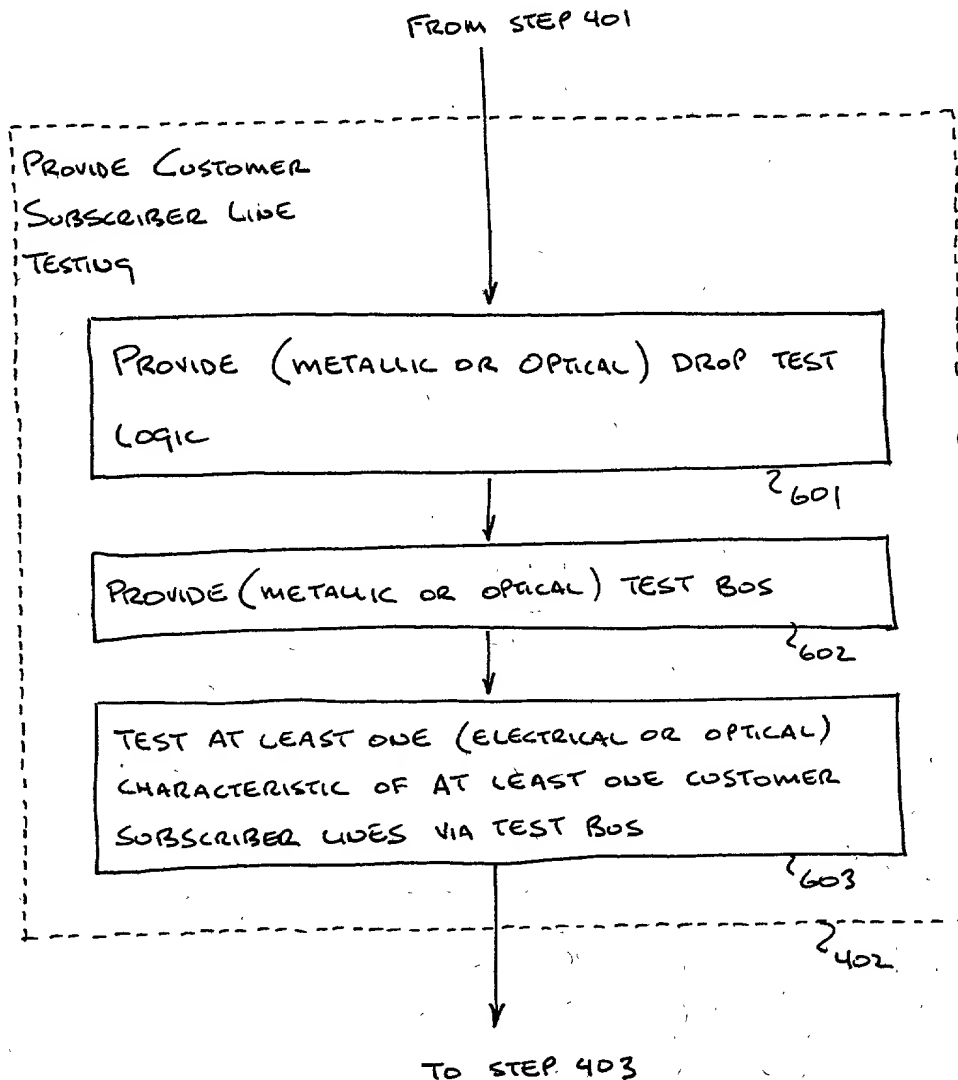 FROM STEP 401
PROVIDE CUSTOMER
SUBSCRIBER LINE
TESTING
PROVIDE (METALLIC OR OPTICAL) DROP TEST
LOGIC
601
PROVIDE (METALLIC OR OPTICAL) TEST BUS
602
TEST AT LEAST ONE (ELECTRICAL OR OPTICAL)
CHARACTERISTIC OF AT LEAST ONE CUSTOMER
SUBSCRIBER LINES VIA TEST BUS
603
402
TO STEP 403